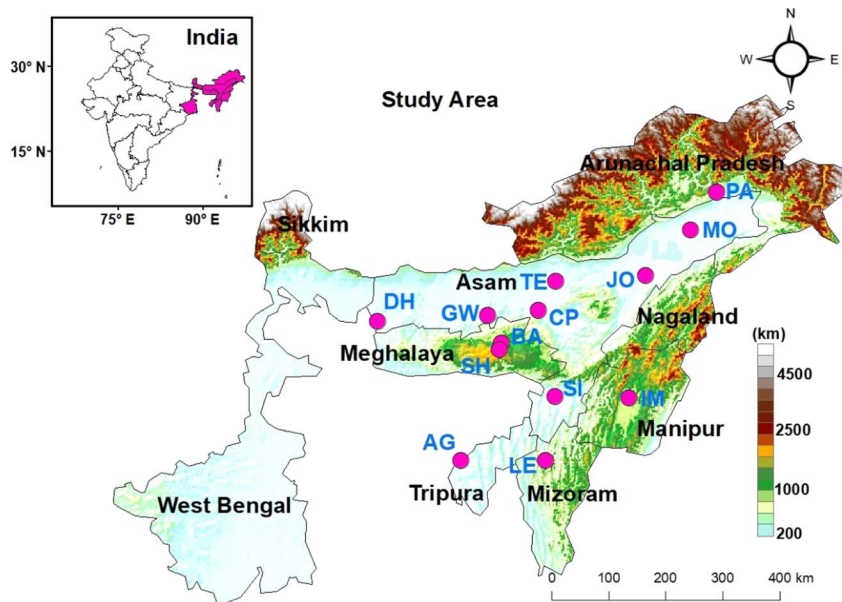 India
30° N
15° N
75° E
90° E
Study Area
N
W
E
S
Arunachal Pradesh
PA
Sikkim
MO
Asam
TE
JO
DH
GW
CP
Nagaland
BA
Meghalaya
SH
(km)
4500
2500
1000
200
SI
IM
Manipur
AG
LE
Tripura
Mizoram
West Bengal
0
100
200
300
400
km